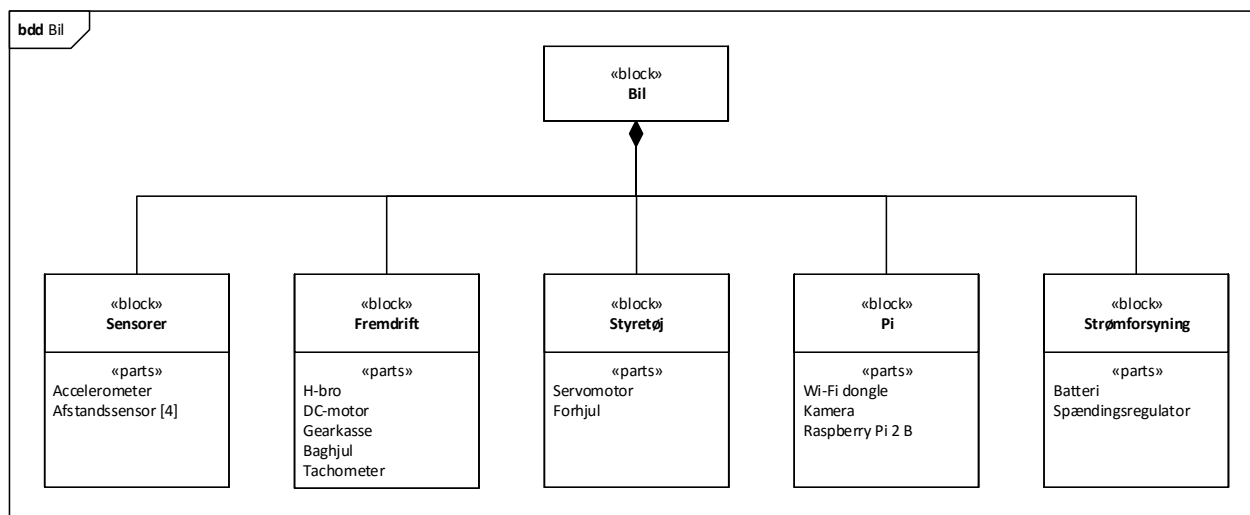 bdd Bil
«block»
Bil
«block»
Sensorer
«parts»
Accelerometer
Afstandssensor [4]
«block»
Fremdrift
«parts»
H-bro
DC-motor
Gearkasse
Baghjul
Tachometer
«block»
Styretøj
«parts»
Servomotor
Forhjul
«block»
Pi
«parts»
Wi-Fi dongle
Kamera
Raspberry Pi 2 B
«block»
Strømforsyning
«parts»
Batteri
Spændingsregulator